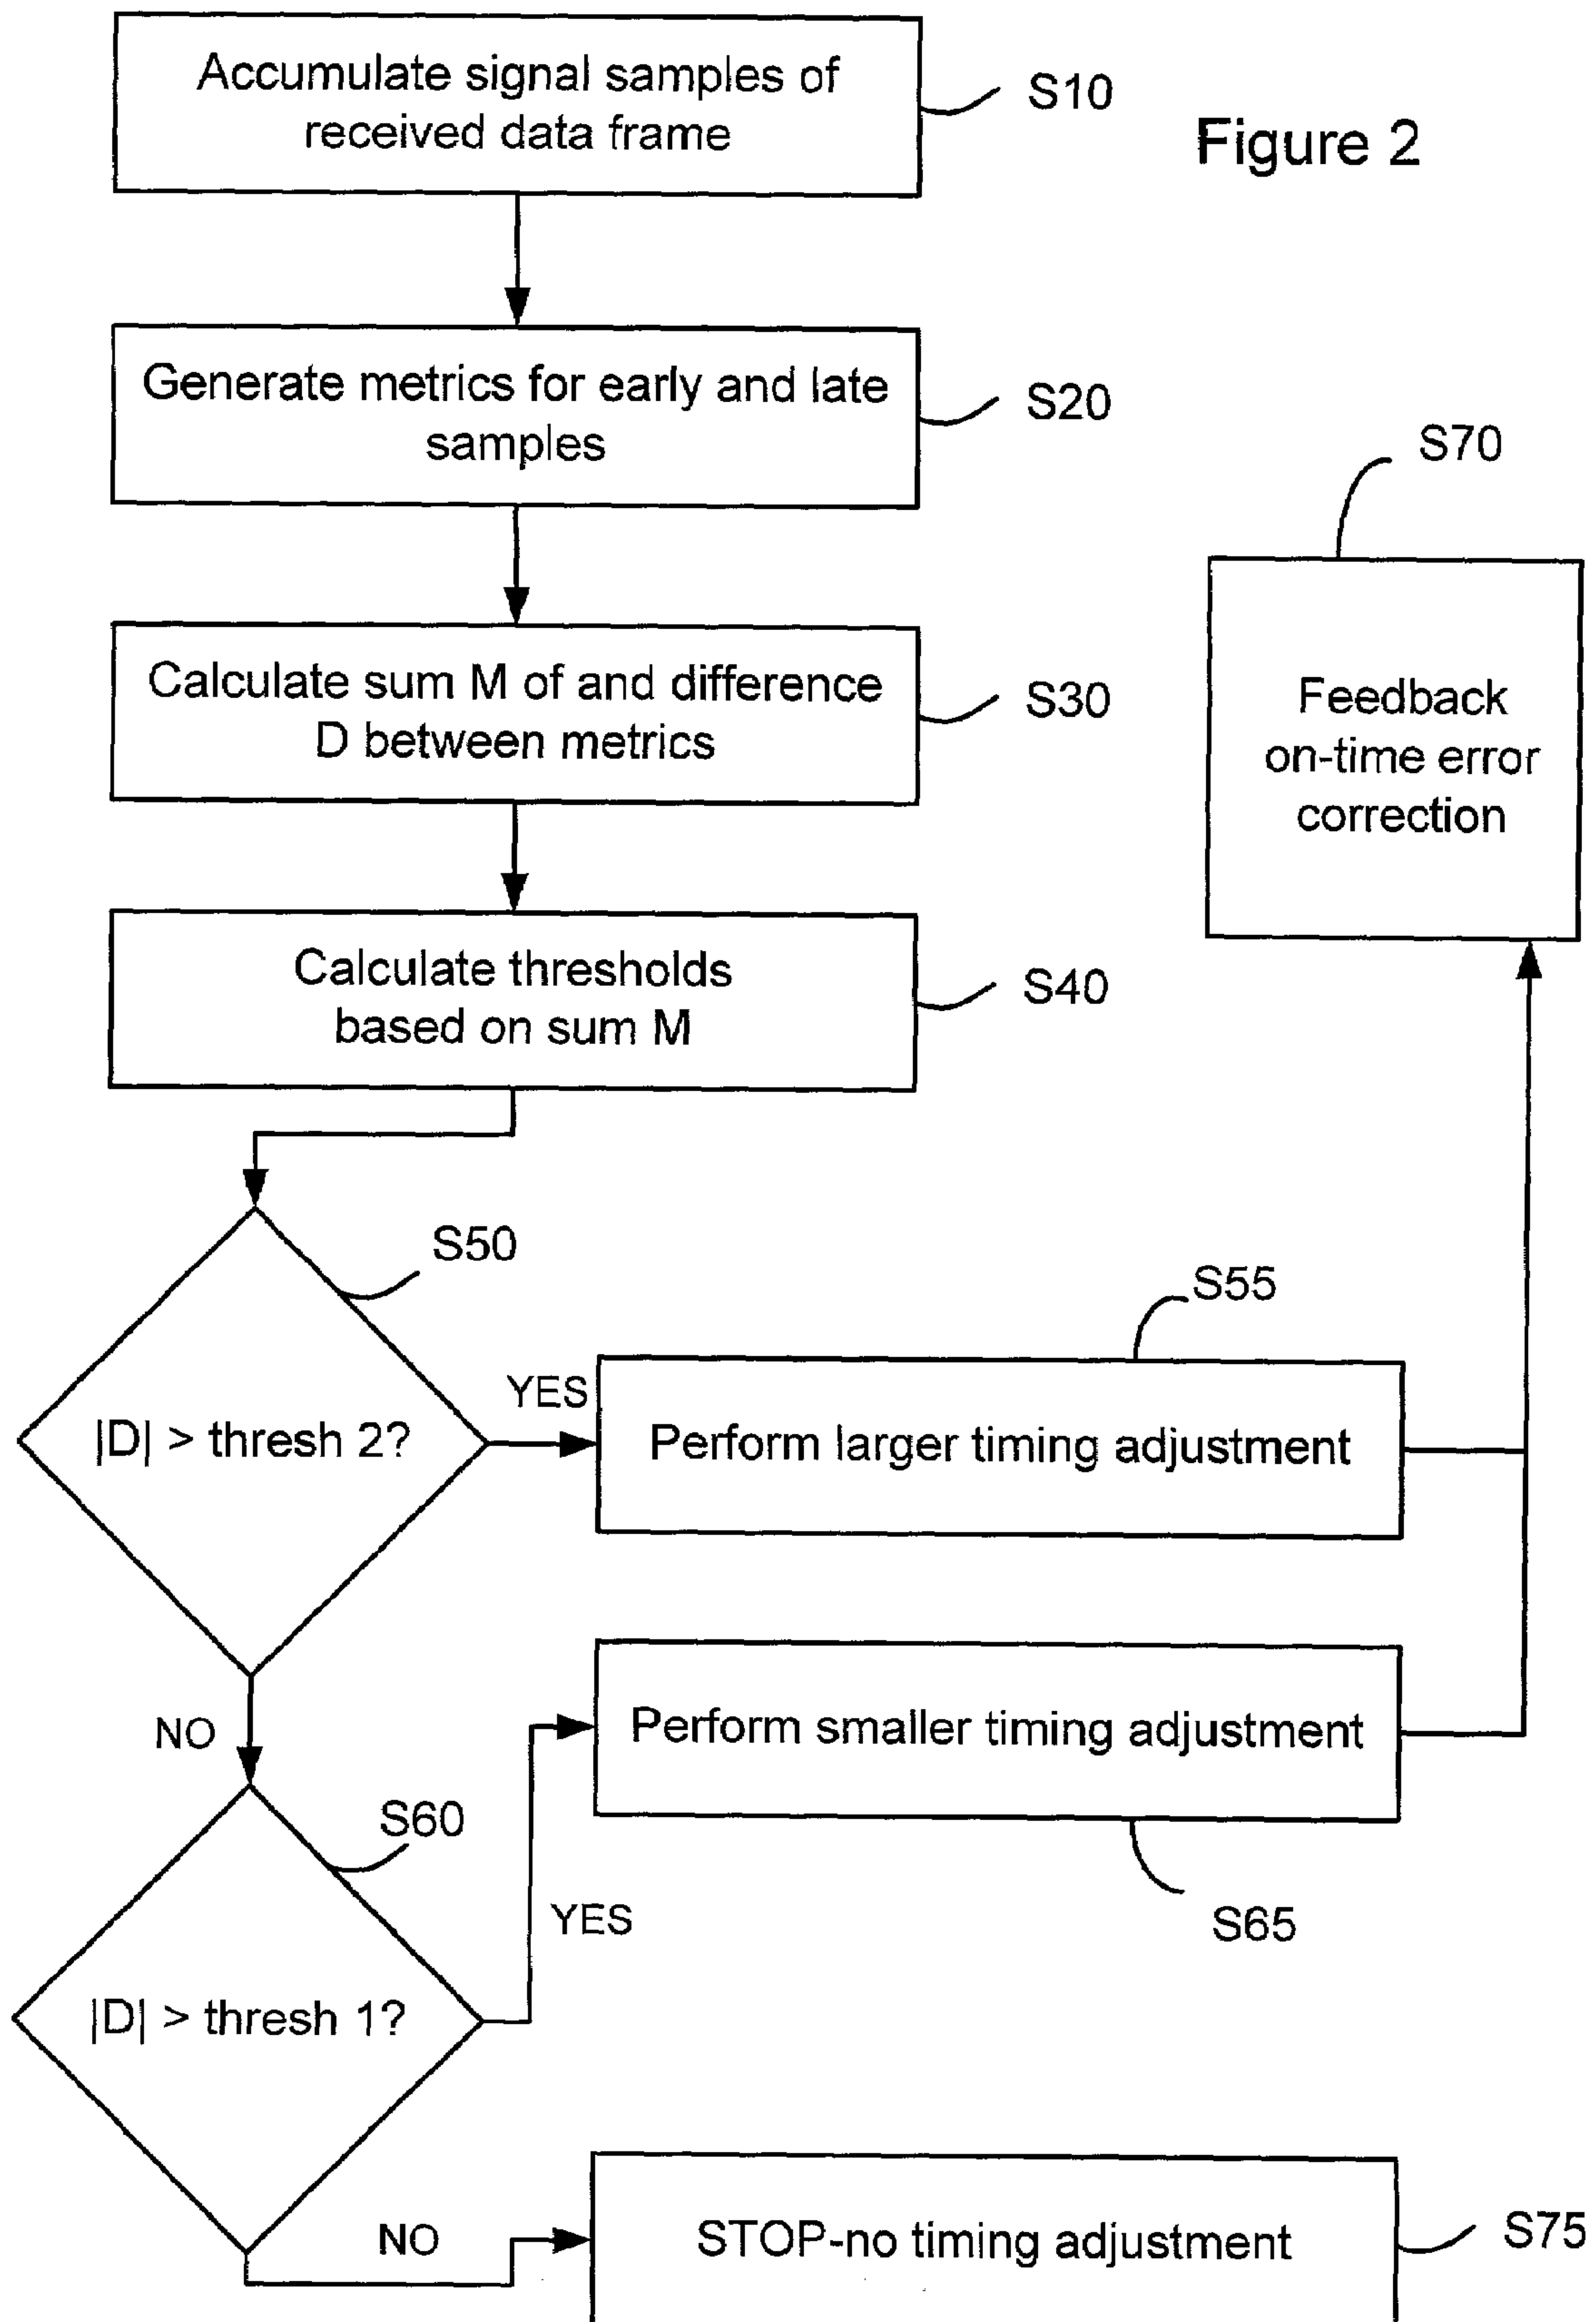 Accumulate signal samples of
received data frame
S10
Figure 2
Generate metrics for early and late
samples
S20
S70
Feedback
on-time error
correction
Calculate sum M of and difference
D between metrics
S30
Calculate thresholds
based on sum M
S40
S50
|D| > thresh 2?
YES
S55
Perform larger timing adjustment
NO
Perform smaller timing adjustment
S65
S60
|D| > thresh 1?
YES
NO
STOP-no timing adjustment
S75